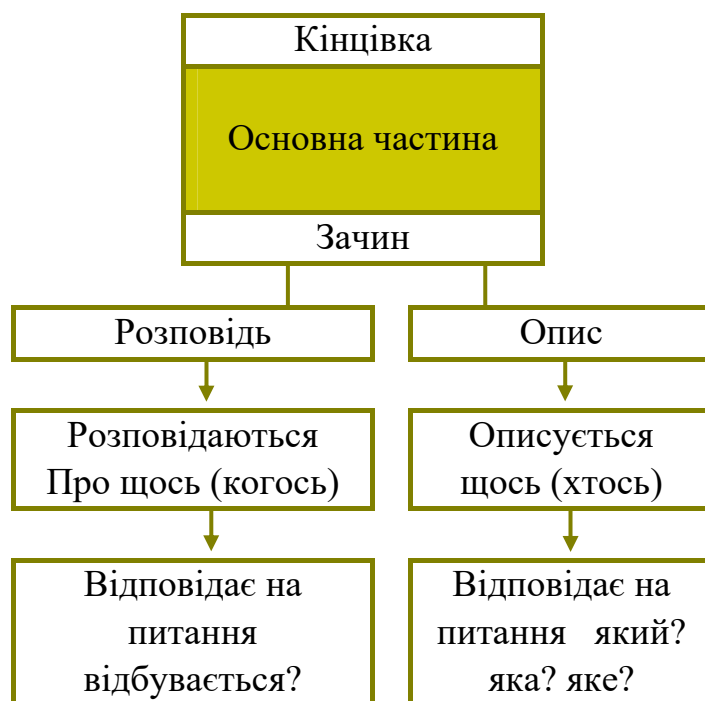 Кінцівка
Основна частина
Зачин
Розповідь
Опис
Розповідаються
Про щось (когось)
Описується
щось (хтось)
Відповідає на
питання
відбувається?
Відповідає на
питання який?
яка? яке?